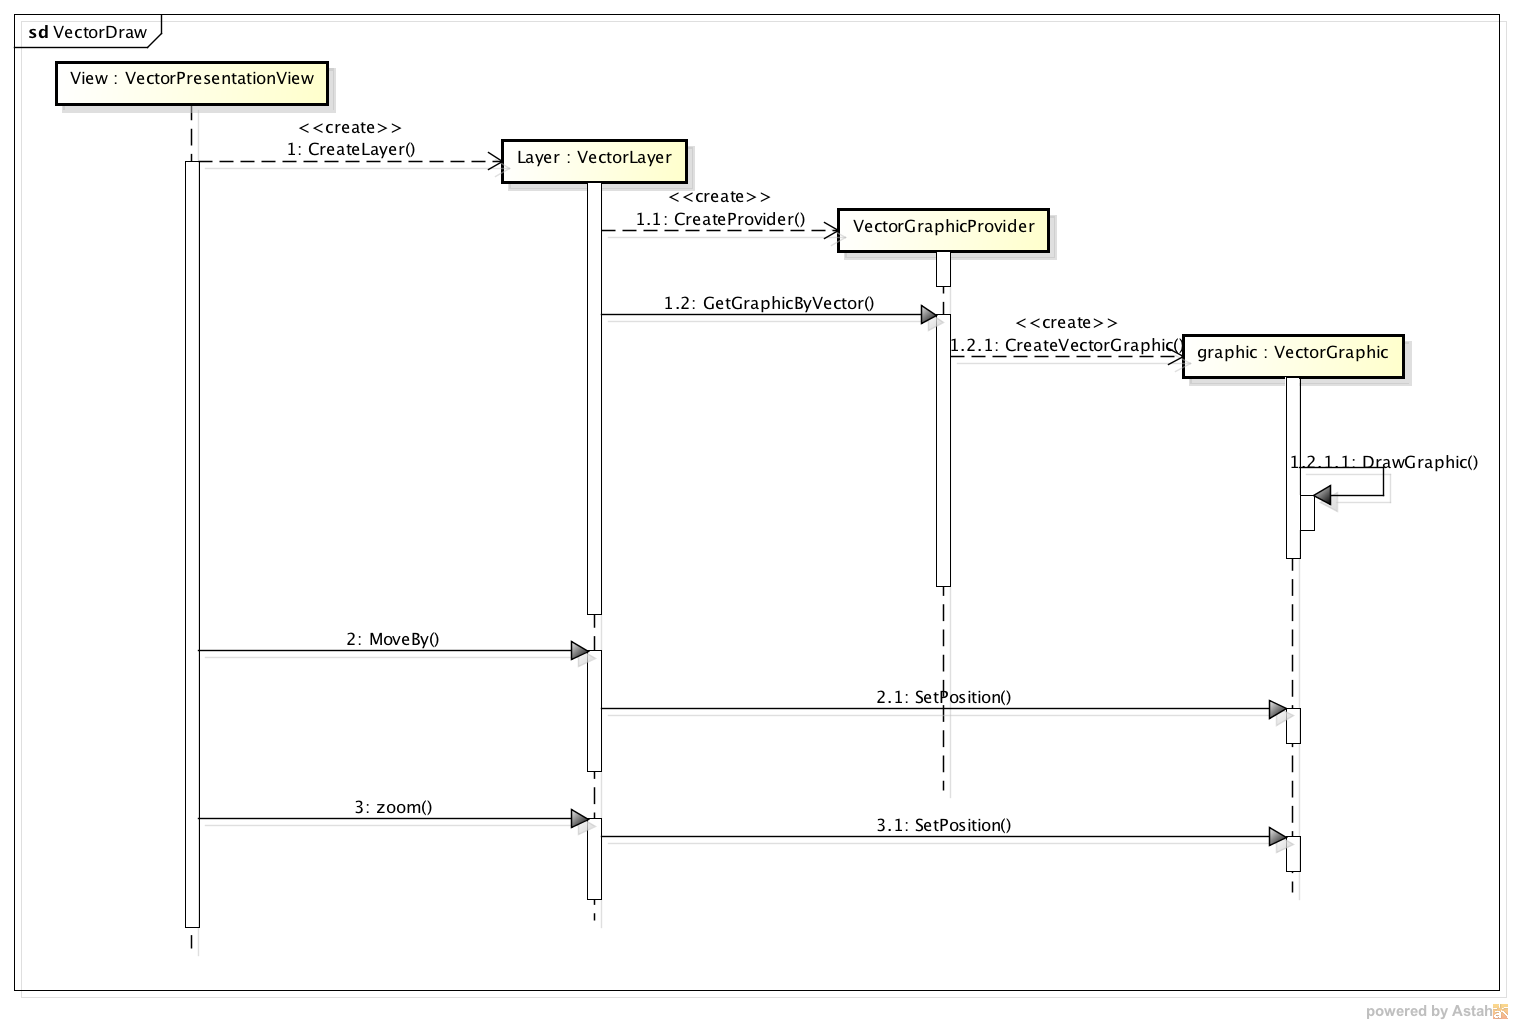 sd VectorDraw
View : VectorPresentationView
<<create>>
1: CreateLayer()
Layer : VectorLayer
<<create>>
1.1: CreateProvider()
VectorGraphicProvider
1.2: GetGraphicByVector()
<<create>>
1.2.1: CreateVectorGraphic()
graphic : VectorGraphic
1.2.1.1: DrawGraphic()
2: MoveBy()
2.1: SetPosition()
3: zoom()
3.1: SetPosition()
powered by Astah